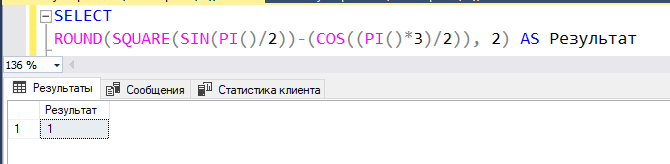 SELECT
ROUND(SQUARE(SIN(PI()/2))-(COS((PI()*3)/2)), 2) AS Результат
136 %
Результаты Сообщения Статистика клиента
Результат
1 1